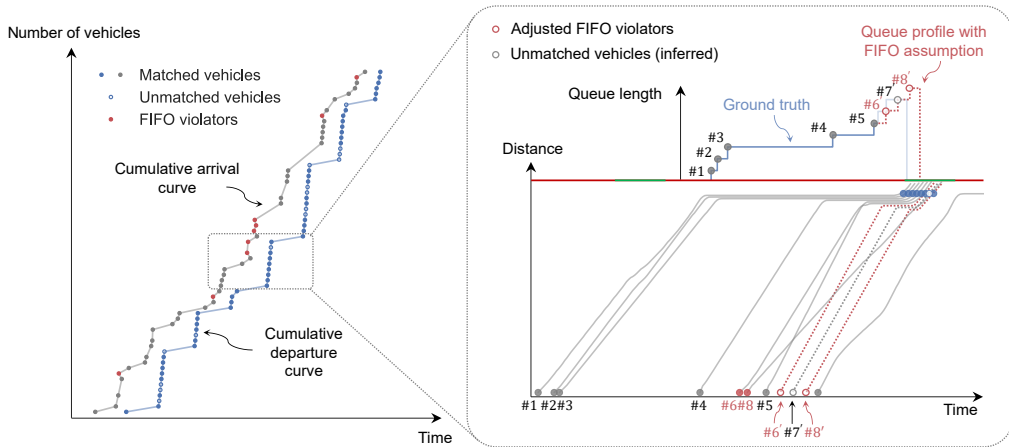 Number of vehicles
Matched vehicles
Unmatched vehicles
FIFO violators
Cumulative arrival
curve
Cumulative
departure
curve
Time
Adjusted FIFO violators
Unmatched vehicles (inferred)
Queue profile with
FIFO assumption
Queue length
Ground truth
#1
#2
#3
#4
#5
#6′
#7′
#8′
Distance
#1
#2
#3
#4
#6
#8
#5
#6′
#7′
#8′
Time